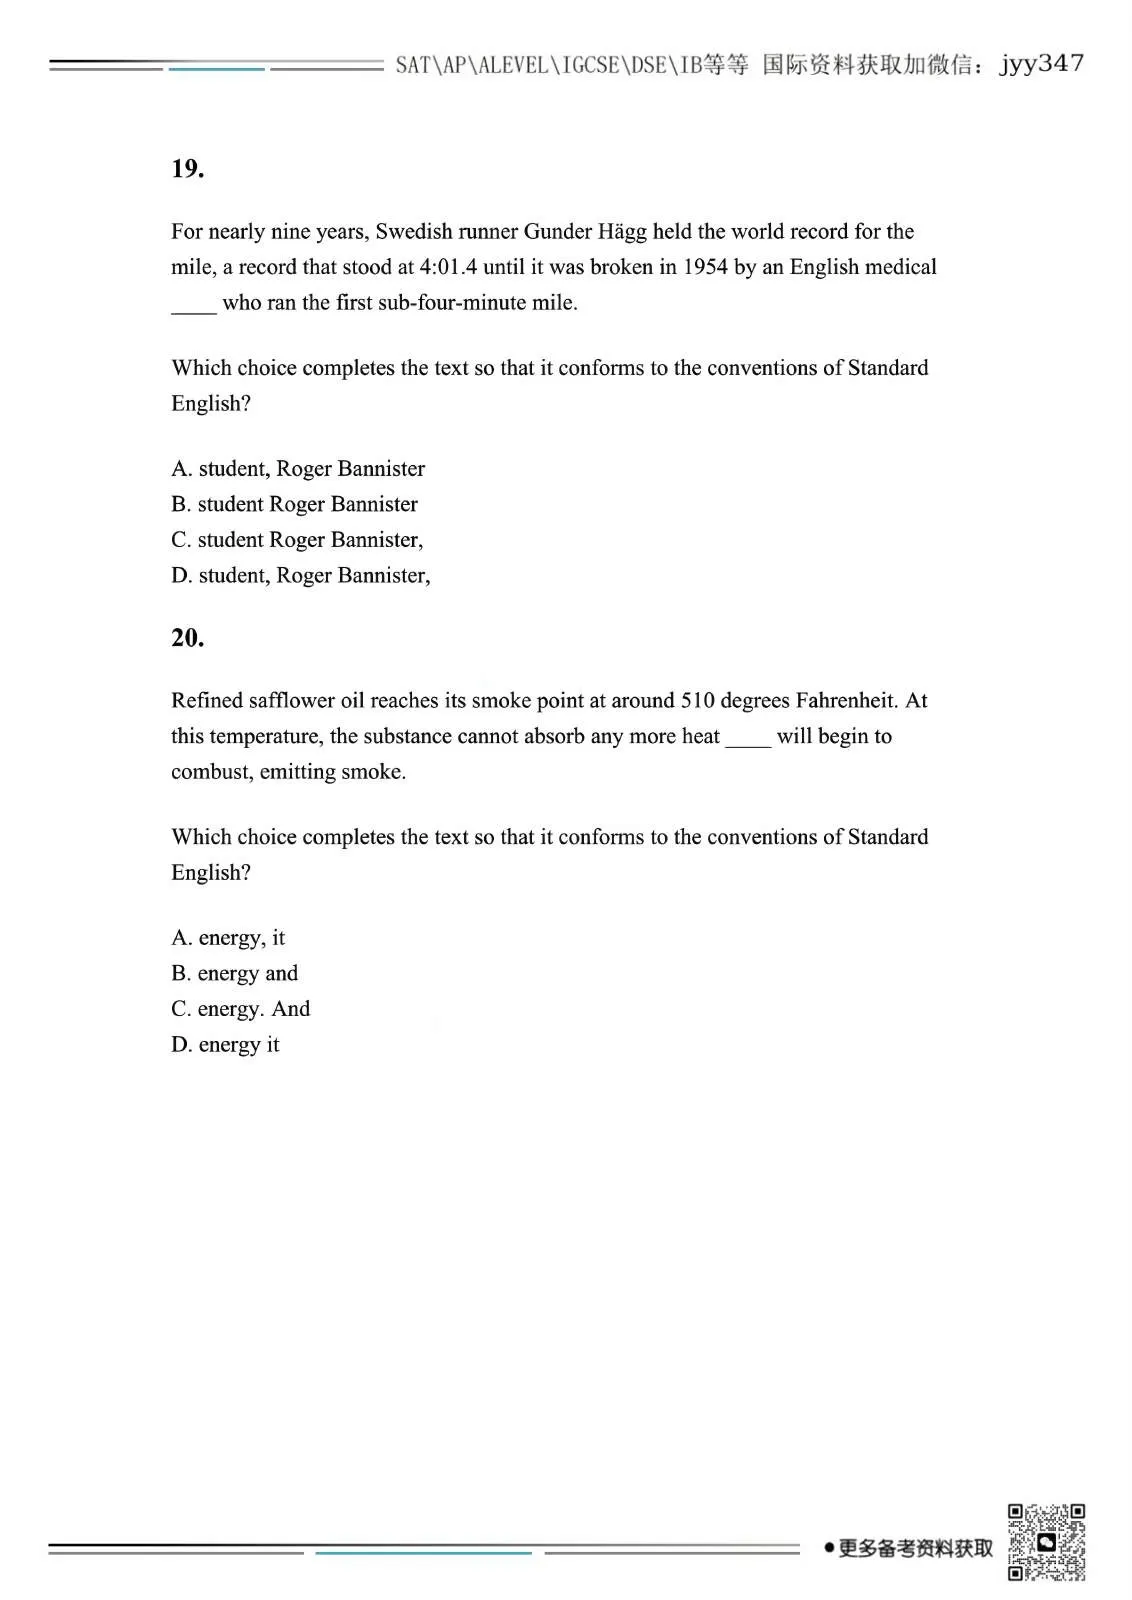 SAT\AP\ALEVEL\IGCSE\DSE\IB等等 国际资料获取加微信: jyy347
19.
For nearly nine years, Swedish runner Gunder Hägg held the world record for the
mile, a record that stood at 4:01.4 until it was broken in 1954 by an English medical
____ who ran the first sub-four-minute mile.
Which choice completes the text so that it conforms to the conventions of Standard
English?
A. student, Roger Bannister
B. student Roger Bannister
C. student Roger Bannister,
D. student, Roger Bannister,
20.
Refined safflower oil reaches its smoke point at around 510 degrees Fahrenheit. At
this temperature, the substance cannot absorb any more heat ____ will begin to
combust, emitting smoke.
Which choice completes the text so that it conforms to the conventions of Standard
English?
A. energy, it
B. energy and
C. energy. And
D. energy it
●更多备考资料获取